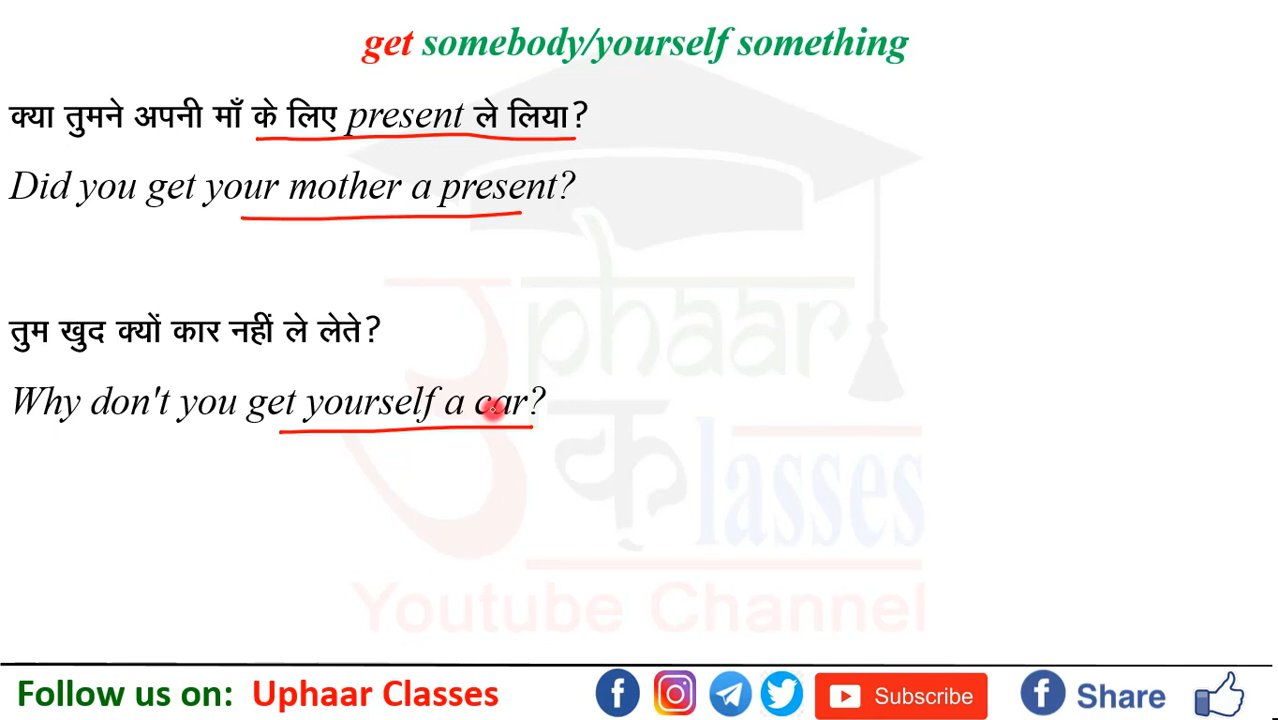 get somebody/yourself something
क्या तुमने अपनी माँ के लिए present ले लिया?
Did you get your mother a present?
तुम खुद क्यों कार नहीं ले लेते?
Why don't you get yourself a car?
Uphaar
क lasses
Youtube Channel
Follow us on: Uphaar Classes Subscribe Share